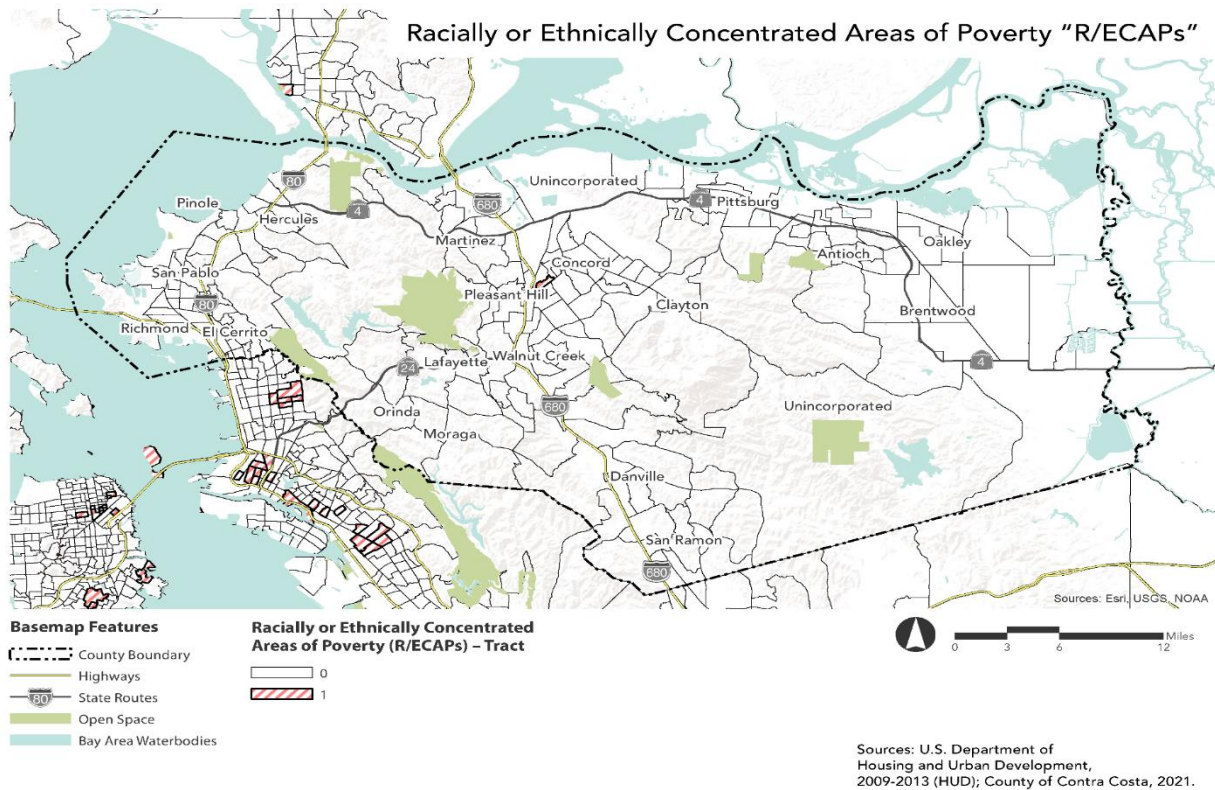 Racially or Ethnically Concentrated Areas of Poverty “R/ECAPs”
Unincorporated
80
Pinole
680
4
Pittsburg
Hercules
4
Martinez
Oakley
Antioch
Concord
San Pablo
80
Pleasant Hill
Clayton
Brentwood
Richmond
El Cerrito
Walnut Creek
Lafayette
24
4
Orinda
680
Unincorporated
Moraga
Danville
San Ramon
680
Sources: Esri, USGS, NOAA
Basemap Features
County Boundary
Highways
80
State Routes
Open Space
Bay Area Waterbodies
Racially or Ethnically Concentrated
Areas of Poverty (R/ECAPs) – Tract
0
1
Miles
0 3 6 12
Sources: U.S. Department of
Housing and Urban Development,
2009-2013 (HUD); County of Contra Costa, 2021.